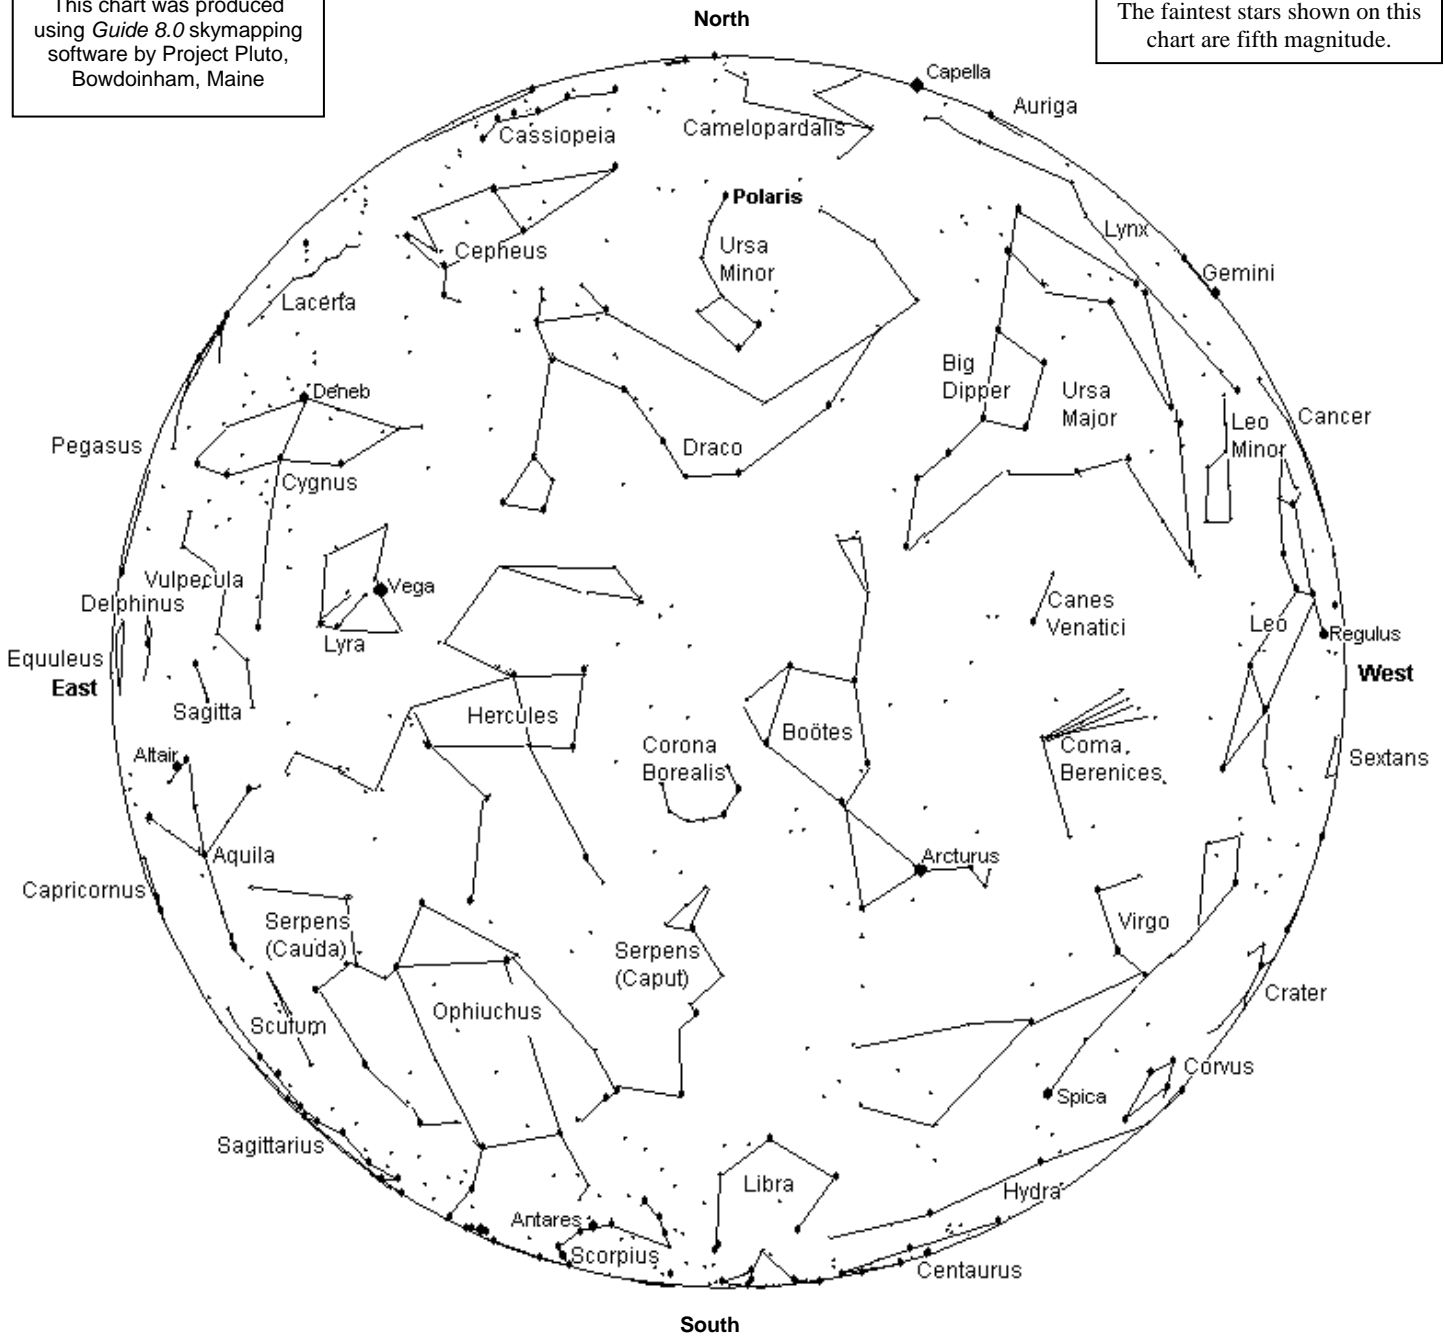 This chart was produced
using Guide 8.0 skymapping
software by Project Pluto,
Bowdoinham, Maine
North
The faintest stars shown on this
chart are fifth magnitude.
Capella
Auriga
Cassiopeia
Camelopardalis
Polaris
Ursa
Minor
Cepheus
Lynx
Gemini
Lacerta
Big
Dipper
Ursa
Major
Deneb
Leo
Minor
Cancer
Pegasus
Draco
Cygnus
Vulpecula
Delphinus
Vega
Canes
Venatici
Lyra
Leo
Regulus
Equuleus
East
West
Sagitta
Hercules
Boötes
Corona
Borealis
Coma
Berenices
Altair
Sextans
Aquila
Arcturus
Capricornus
Serpens
(Cauda)
Serpens
(Caput)
Virgo
Crater
Scutum
Ophiuchus
Corvus
Spica
Sagittarius
Libra
Hydra
Antares
Scorpius
Centaurus
South